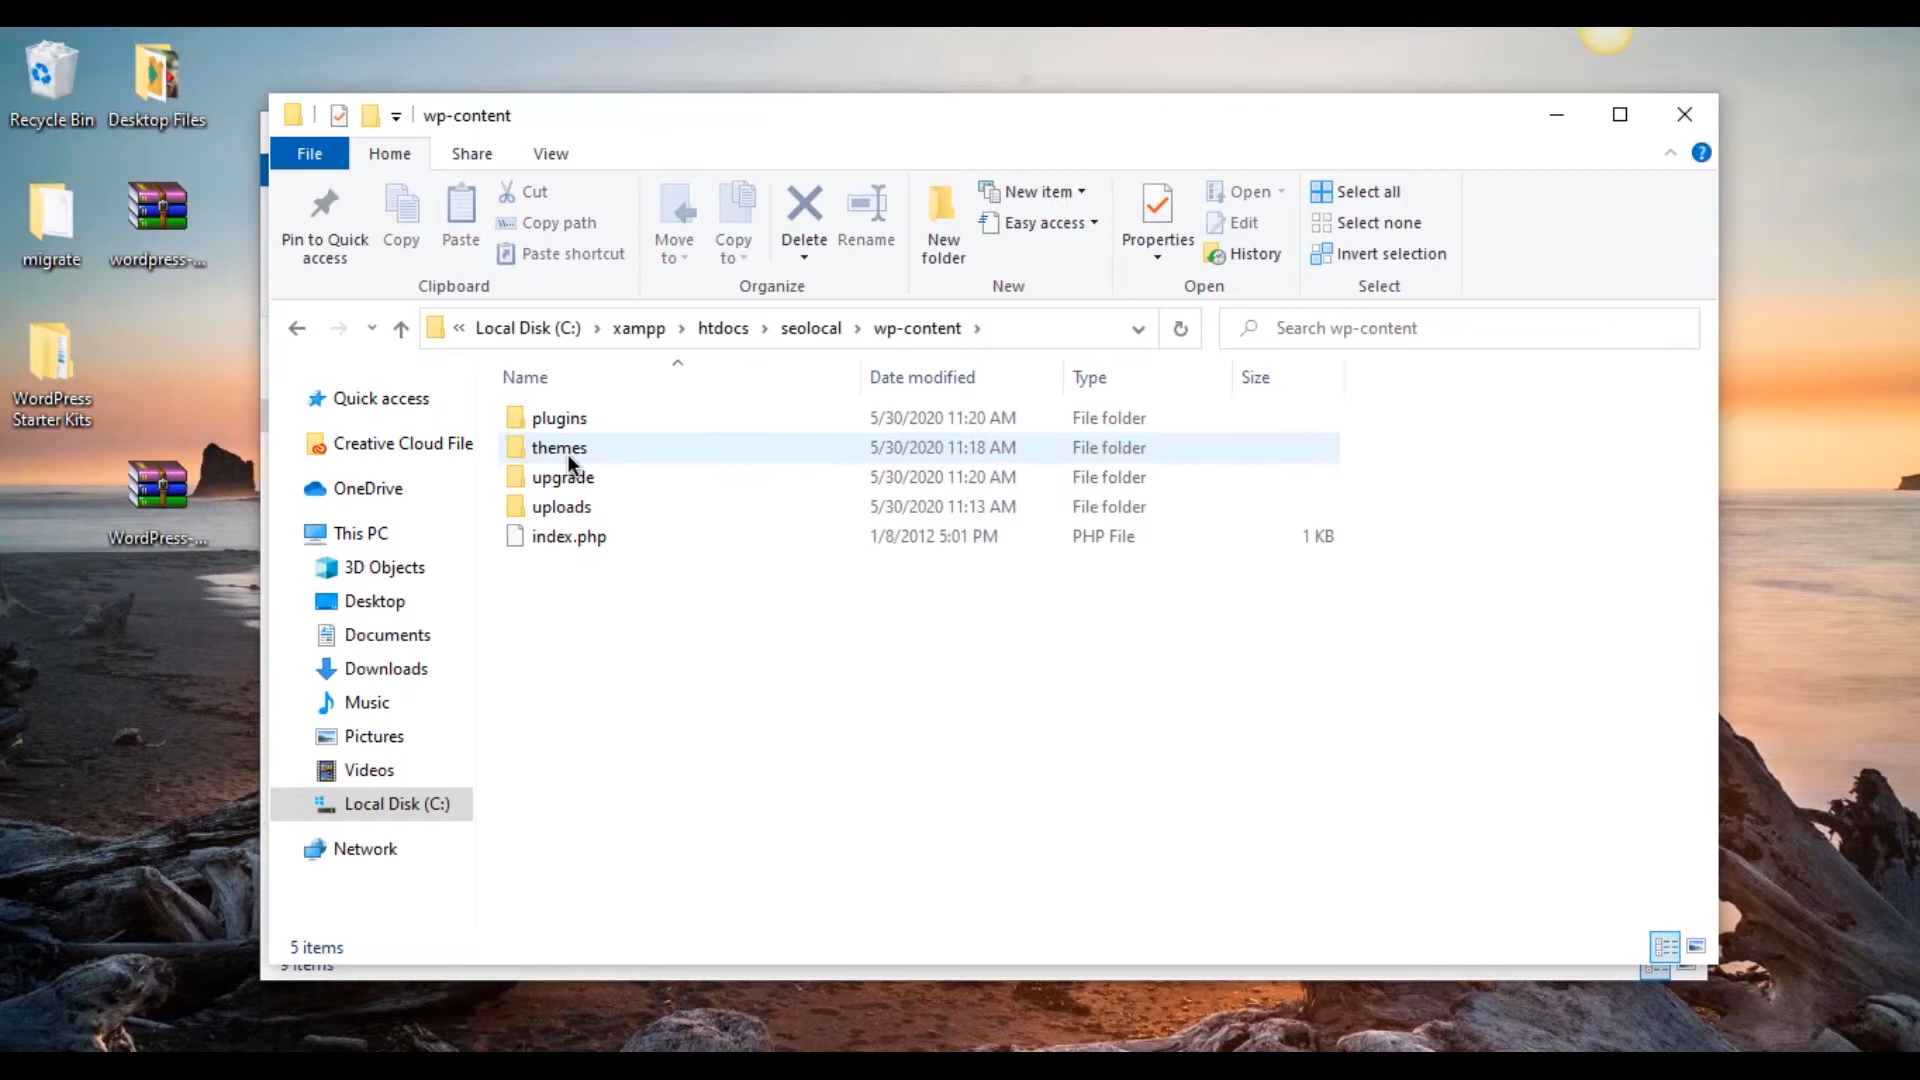 Recycle Bin
Desktop Files
migrate
wordpress-...
WordPress
Starter Kits
WordPress-...
wp-content
File
Home
Share
View
Pin to Quick
access
Copy
Paste
Cut
Copy path
Paste shortcut
Clipboard
Move
to
Copy
to
Delete
Rename
Organize
New
folder
New item
Easy access
New
Properties
Open
Edit
History
Open
Select all
Select none
Invert selection
Select
« Local Disk (C:) › xampp › htdocs › seolocal › wp-content ›
Search wp-content
Name Date modified Type Size
plugins 5/30/2020 11:20 AM File folder
themes 5/30/2020 11:18 AM File folder
upgrade 5/30/2020 11:20 AM File folder
uploads 5/30/2020 11:13 AM File folder
index.php 1/8/2012 5:01 PM PHP File 1 KB
Quick access
Creative Cloud File
OneDrive
This PC
3D Objects
Desktop
Documents
Downloads
Music
Pictures
Videos
Local Disk (C:)
Network
5 items
9 items